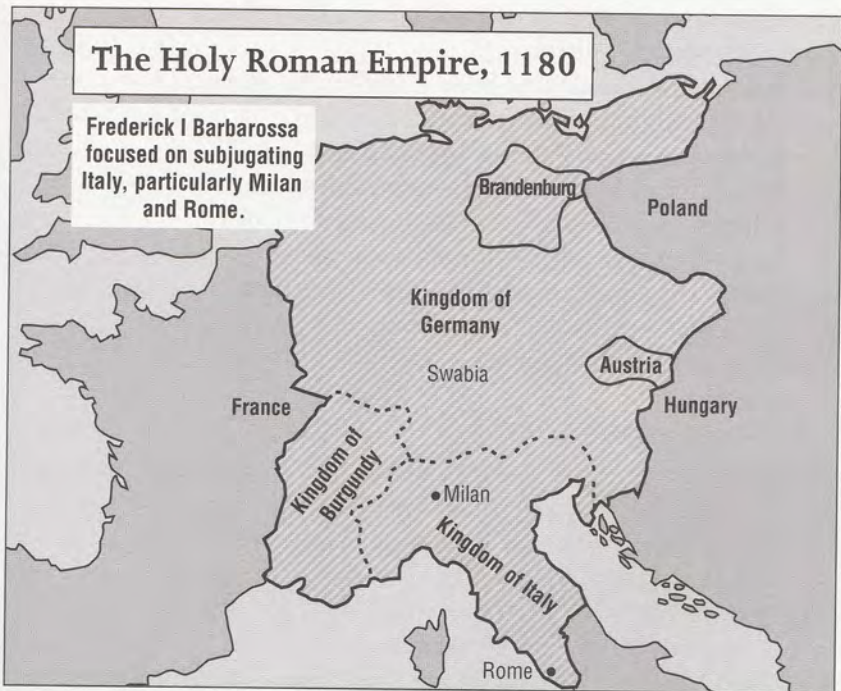 The Holy Roman Empire, 1180
Frederick I Barbarossa
focused on subjugating
Italy, particularly Milan
and Rome.
Brandenburg
Poland
Kingdom of
Germany
Swabia
Austria
France
Hungary
Kingdom of
Burgundy
Milan
Kingdom of Italy
Rome